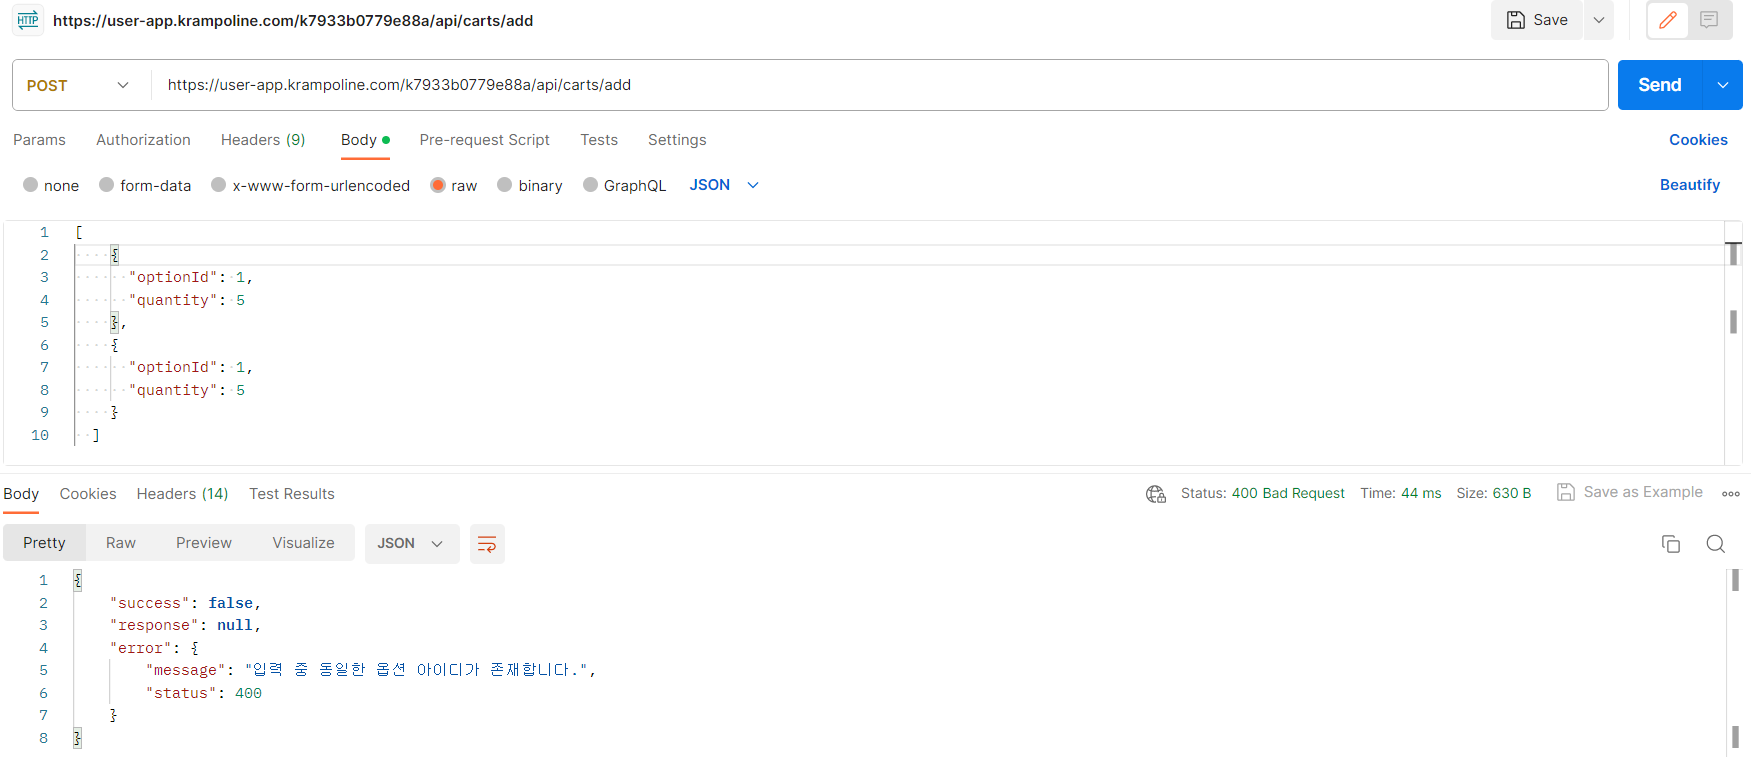 HTTP https://user-app.krampoline.com/k7933b0779e88a/api/carts/add Save
POST https://user-app.krampoline.com/k7933b0779e88a/api/carts/add Send
Params Authorization Headers (9) Body Pre-request Script Tests Settings Cookies
none form-data x-www-form-urlencoded raw binary GraphQL JSON Beautify
1 [
2 {
3 "optionId": 1,
4 "quantity": 5
5 },
6 {
7 "optionId": 1,
8 "quantity": 5
9 }
10 ]
Body Cookies Headers (14) Test Results Status: 400 Bad Request Time: 44 ms Size: 630 B Save as Example
Pretty Raw Preview Visualize JSON
1 {
2 "success": false,
3 "response": null,
4 "error": {
5 "message": "입력 중 동일한 옵션 아이디가 존재합니다.",
6 "status": 400
7 }
8 }